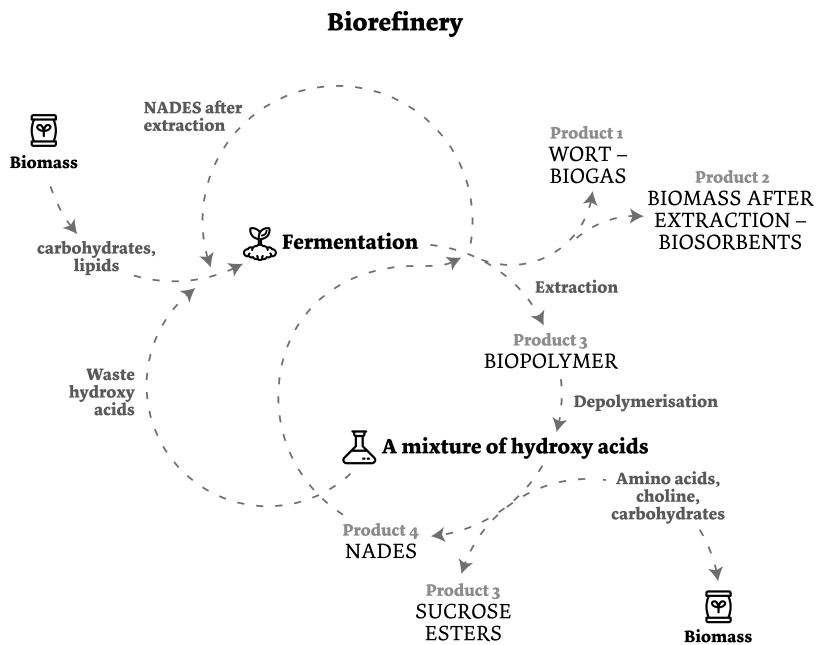 Biorefinery
NADES after
extraction
Biomass
carbohydrates,
lipids
Fermentation
Product 1
WORT –
BIOGAS
Product 2
BIOMASS AFTER
EXTRACTION –
BIOSORBENTS
Extraction
Product 3
BIOPOLYMER
Waste
hydroxy
acids
Depolymerisation
A mixture of hydroxy acids
Amino acids,
choline,
carbohydrates
Product 4
NADES
Product 3
SUCROSE
ESTERS
Biomass